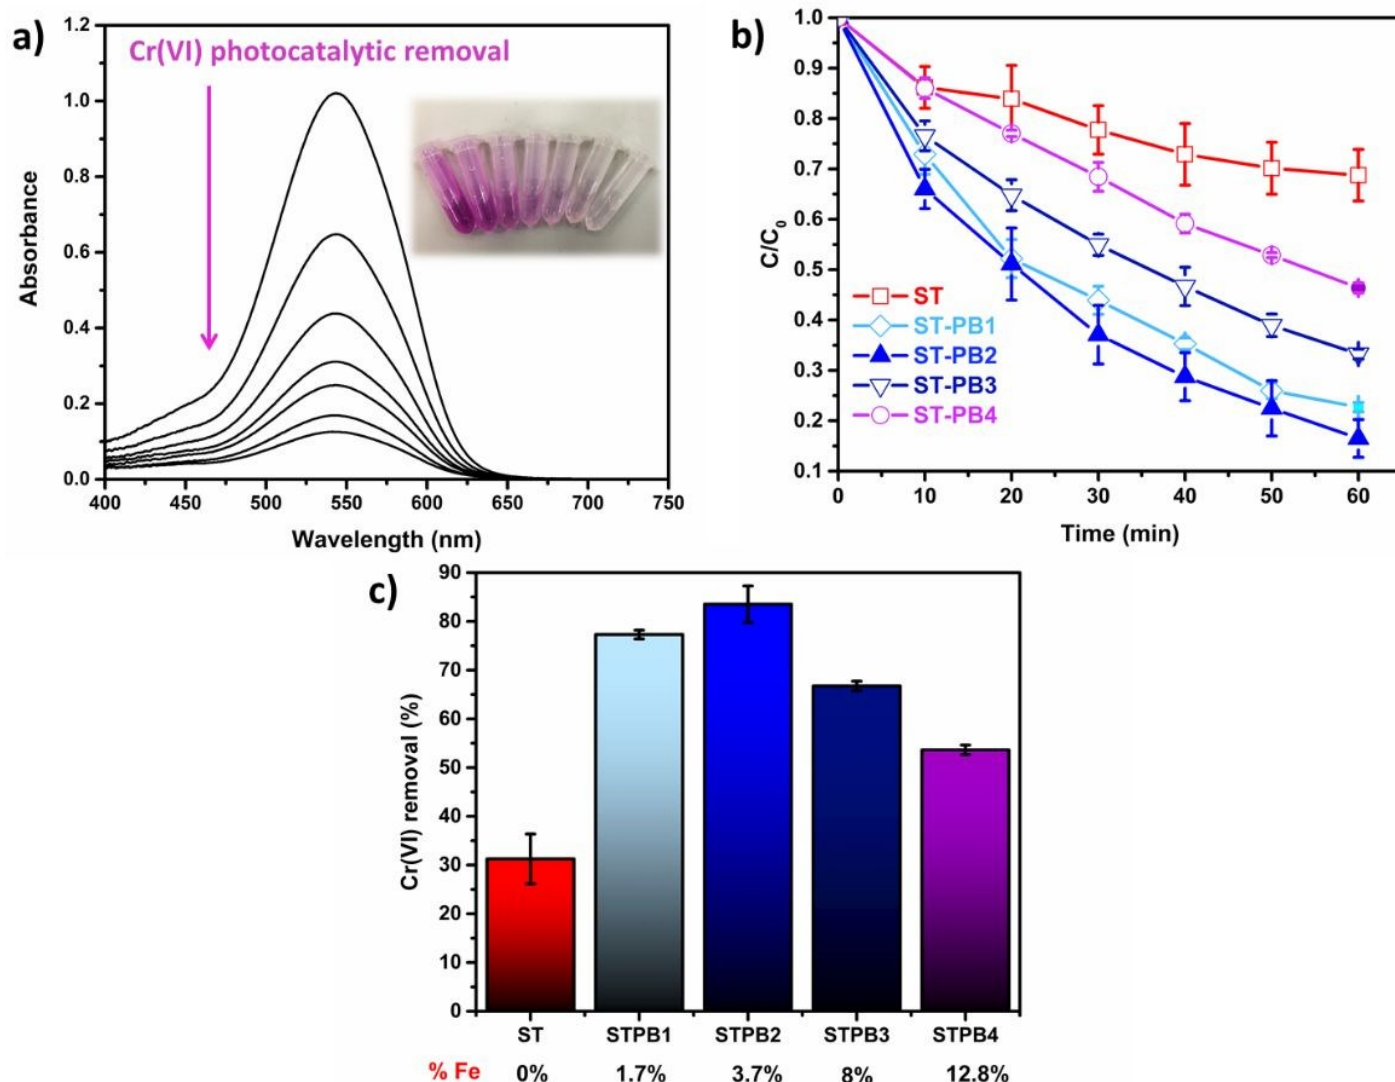 a)
Cr(VI) photocatalytic removal
1.2
1.0
0.8
0.6
0.4
0.2
0.0
Absorbance
400 450 500 550 600 650 700 750
Wavelength (nm)
b)
1.0
0.9
0.8
0.7
0.6
0.5
0.4
0.3
0.2
0.1
C/C₀
ST
ST-PB1
ST-PB2
ST-PB3
ST-PB4
0 10 20 30 40 50 60
Time (min)
c)
90
80
70
60
50
40
30
20
10
0
Cr(VI) removal (%)
ST STPB1 STPB2 STPB3 STPB4
% Fe 0% 1.7% 3.7% 8% 12.8%